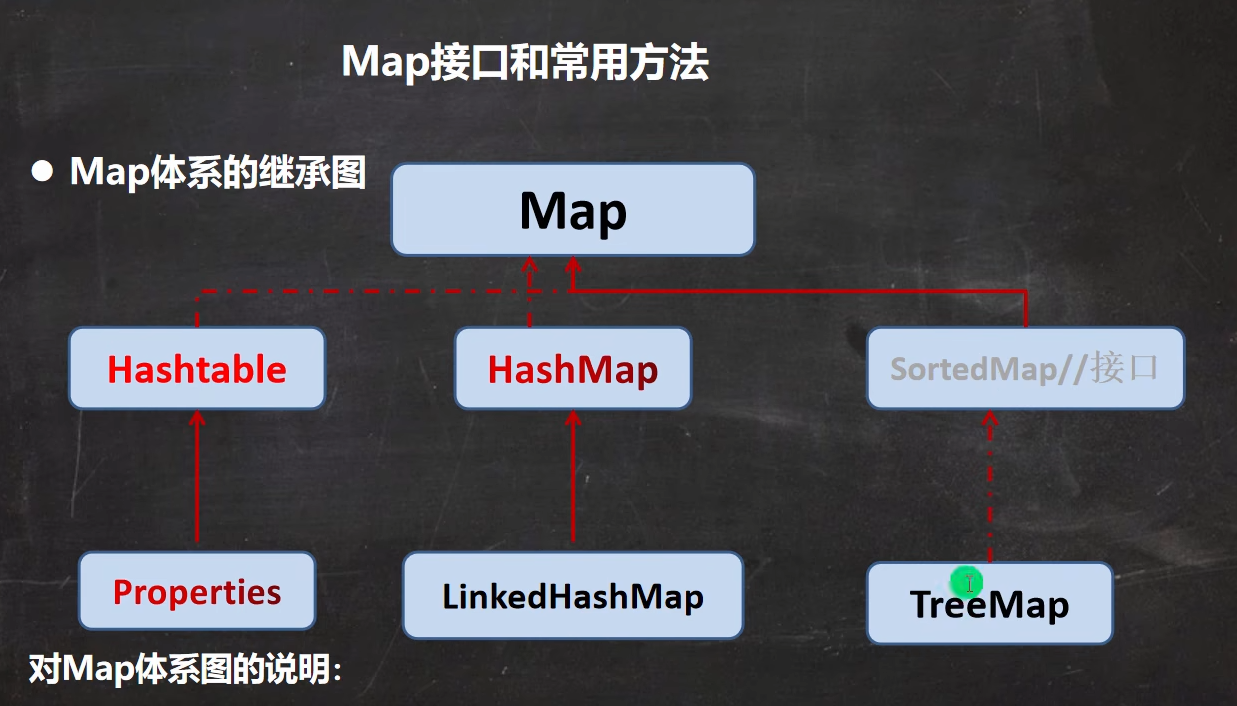 Map接口和常用方法
● Map体系的继承图
Map
Hashtable
HashMap
SortedMap//接口
Properties
LinkedHashMap
TreeMap
对Map体系图的说明: